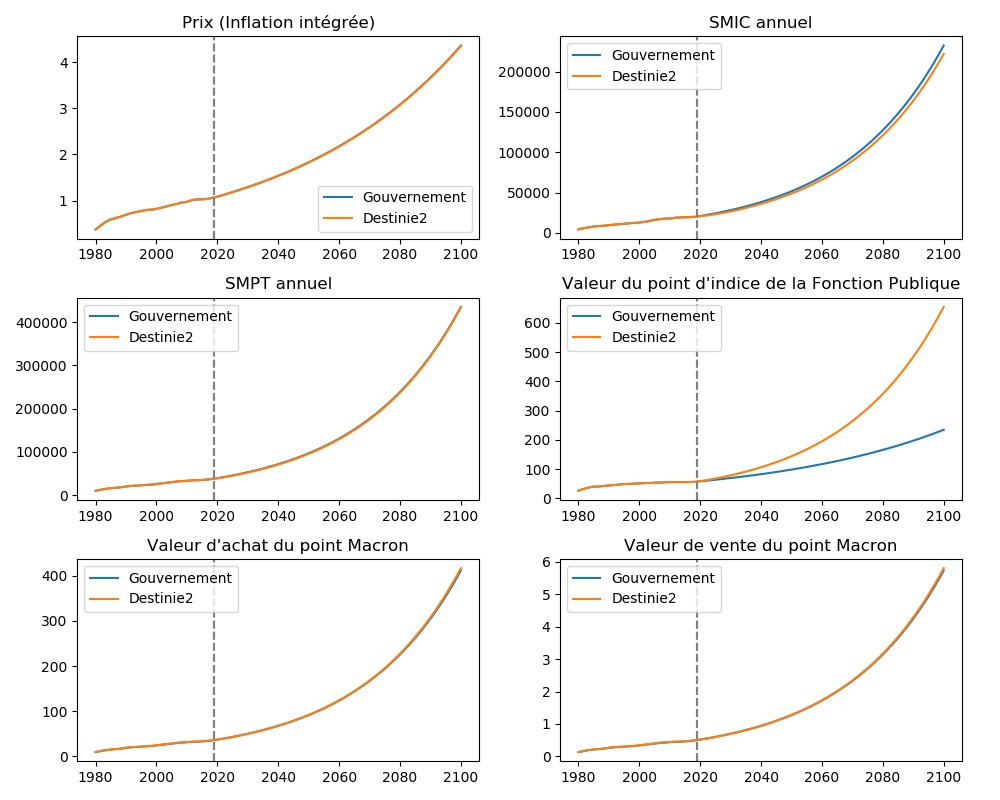 Prix (Inflation intégrée)
4
3
2
1
Gouvernement
Destinie2
1980 2000 2020 2040 2060 2080 2100
SMIC annuel
Gouvernement
Destinie2
200000
150000
100000
50000
0
1980 2000 2020 2040 2060 2080 2100
SMPT annuel
Gouvernement
Destinie2
400000
300000
200000
100000
0
1980 2000 2020 2040 2060 2080 2100
Valeur du point d'indice de la Fonction Publique
Gouvernement
Destinie2
600
500
400
300
200
100
0
1980 2000 2020 2040 2060 2080 2100
Valeur d'achat du point Macron
Gouvernement
Destinie2
400
300
200
100
0
1980 2000 2020 2040 2060 2080 2100
Valeur de vente du point Macron
Gouvernement
Destinie2
6
5
4
3
2
1
0
1980 2000 2020 2040 2060 2080 2100